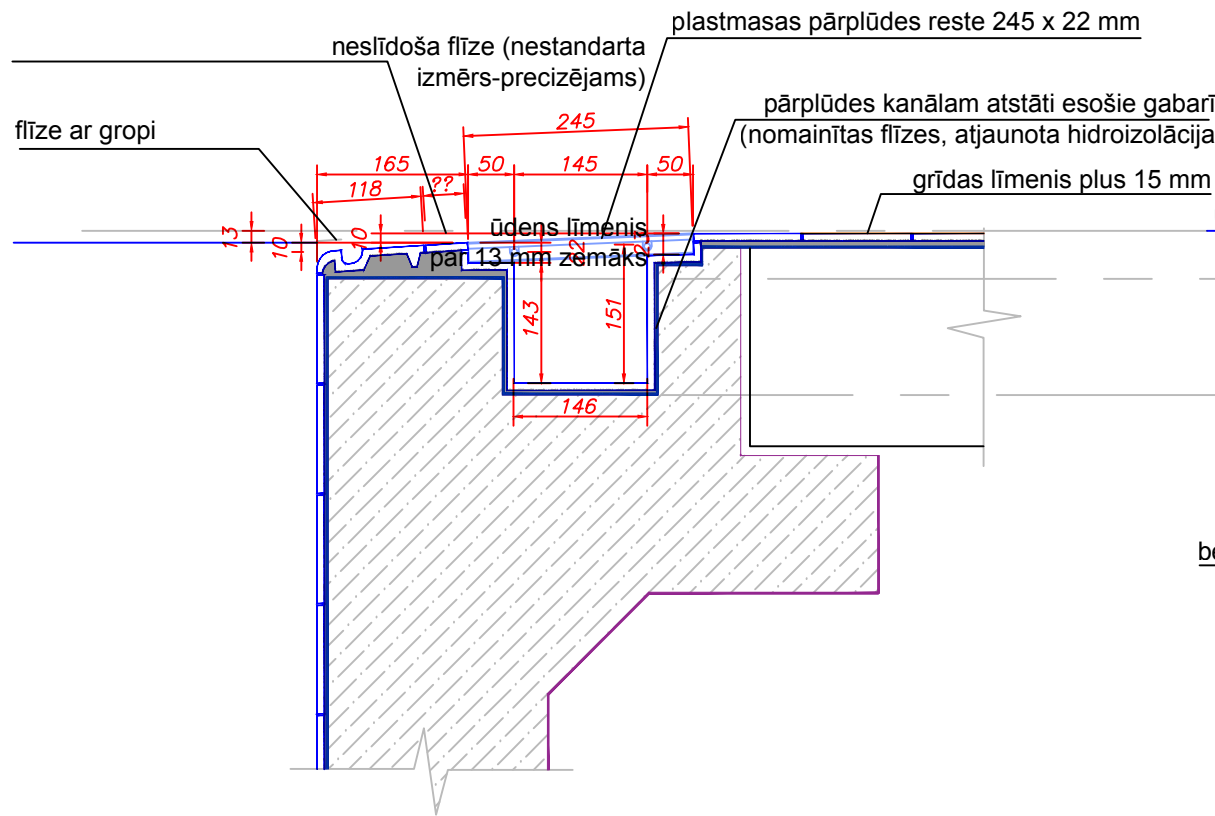 plastmasas pārplūdes reste 245 x 22 mm
neslīdoša flīze (nestandarta
izmērs-precizējams)
pārplūdes kanālam atstāti esošie gabarī
(nomainītas flīzes, atjaunota hidroizolācija
flīze ar gropi
grīdas līmenis plus 15 mm
245
165
50
145
50
118
??
13
10
10
ūdens līmenis
par 13 mm zemāks
22
143
151
146
be